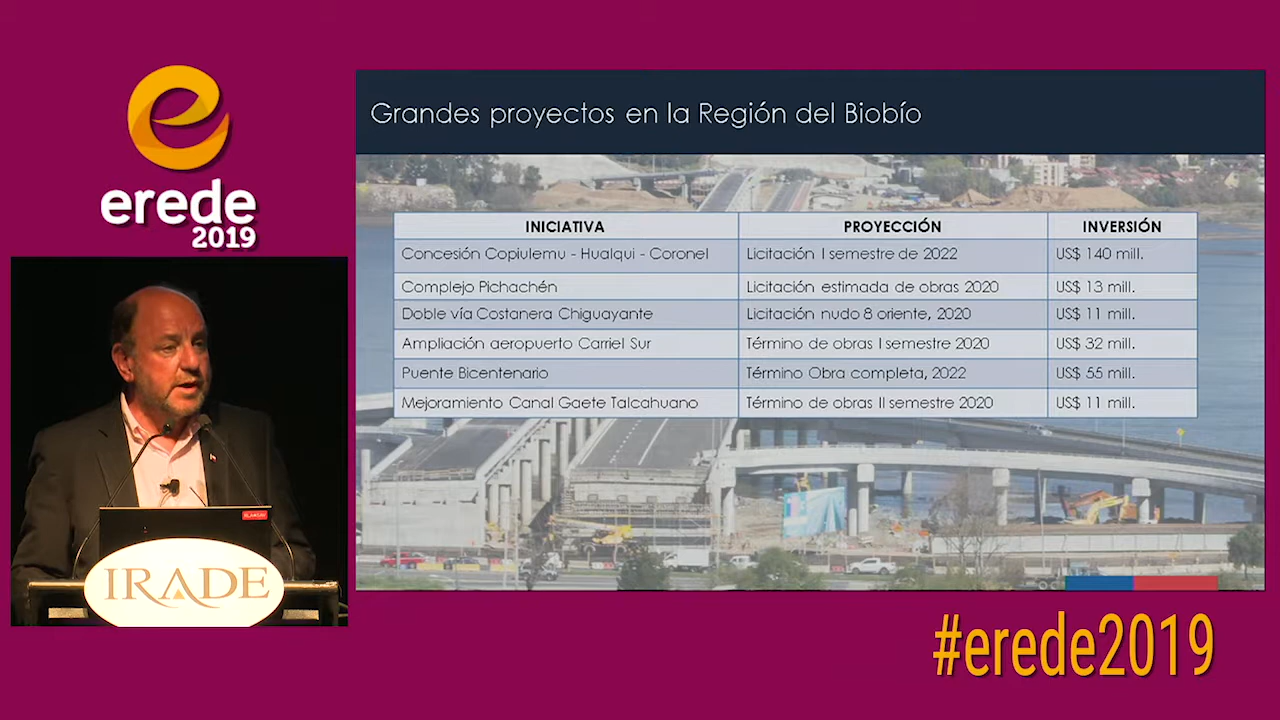 erede
2019
Grandes proyectos en la Región del Biobío
INICIATIVA PROYECCIÓN INVERSIÓN
Concesión Copiulemu - Hualqui - Coronel Licitación I semestre de 2022 US$ 140 mill.
Complejo Pichachén Licitación estimada de obras 2020 US$ 13 mill.
Doble vía Costanera Chiguayante Licitación nudo 8 oriente, 2020 US$ 11 mill.
Ampliación aeropuerto Carriel Sur Término de obras I semestre 2020 US$ 32 mill.
Puente Bicentenario Término Obra completa, 2022 US$ 55 mill.
Mejoramiento Canal Gaete Talcahuano Término de obras II semestre 2020 US$ 11 mill.
IRADE
#erede2019